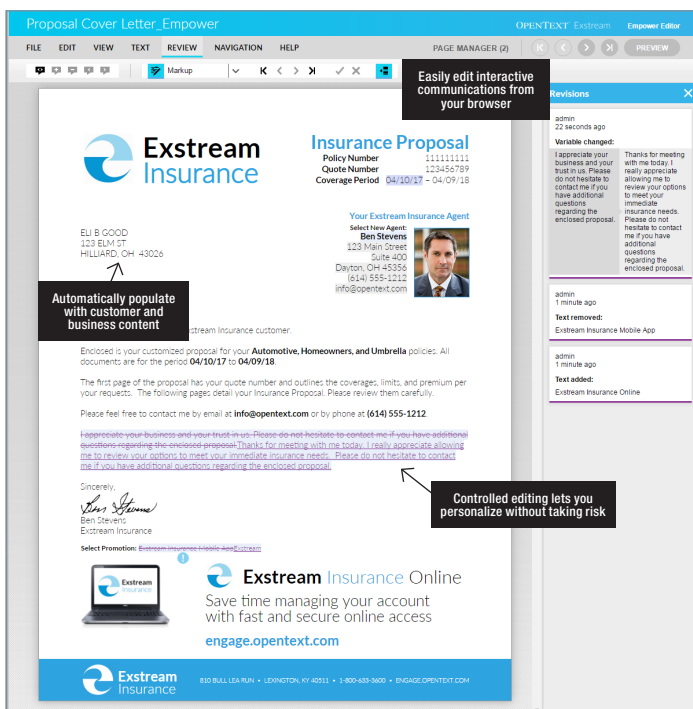 Proposal Cover Letter_Empower
OPENTEXT Exstream Empower Editor
FILE EDIT VIEW TEXT REVIEW NAVIGATION HELP PAGE MANAGER (2) PREVIEW
Markup
Easily edit interactive
communications from
your browser
Exstream
Insurance
Insurance Proposal
Policy Number 111111111
Quote Number 123456789
Coverage Period 04/10/17 – 04/09/18
Your Exstream Insurance Agent
Select New Agent:
Ben Stevens
123 Main Street
Suite 400
Dayton, OH 45356
(614) 555-1212
info@opentext.com
ELI B GOOD
123 ELM ST
HILLIARD, OH 43026
Automatically populate
with customer and
business content
stream Insurance customer.
Enclosed is your customized proposal for your Automotive, Homeowners, and Umbrella policies. All
documents are for the period 04/10/17 to 04/09/18.
The first page of the proposal has your quote number and outlines the coverages, limits, and premium per
your requests. The following pages detail your Insurance Proposal. Please review them carefully.
Please feel free to contact me by email at info@opentext.com or by phone at (614) 555-1212.
I appreciate your business and your trust in us. Please do not hesitate to contact me if you have additional
questions regarding the enclosed proposal.Thanks for meeting with me today. I really appreciate allowing
me to review your options to meet your immediate insurance needs. Please do not hesitate to contact
me if you have additional questions regarding the enclosed proposal.
Controlled editing lets you
personalize without taking risk
Sincerely,
Ben Stevens
Ben Stevens
Exstream Insurance
Select Promotion: Exstream Insurance Mobile AppExstream
!
Exstream
Insurance
Exstream Insurance Online
Save time managing your account
with fast and secure online access
engage.opentext.com
Exstream
Insurance
810 BULL LEA RUN • LEXINGTON, KY 40511 • 1-800-633-3600 • ENGAGE.OPENTEXT.COM
Revisions
admin
22 seconds ago
Variable changed:
I appreciate your
business and your
trust in us. Please
do not hesitate to
contact me if you
have additional
questions
regarding the
enclosed proposal.
Thanks for meeting
with me today. I
really appreciate
allowing me to
review your options
to meet your
immediate
insurance needs.
Please do not
hesitate to contact
me if you have
additional
questions
regarding the
enclosed proposal.
admin
1 minute ago
Text removed:
Exstream Insurance Mobile App
admin
1 minute ago
Text added:
Exstream Insurance Online